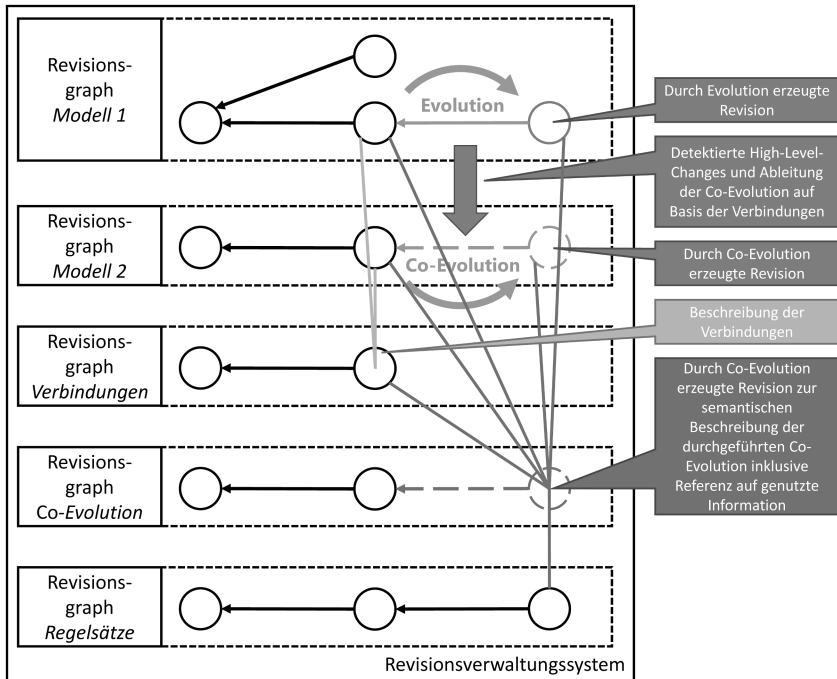 Revisions-
graph
Modell 1
Evolution
Durch Evolution erzeugte
Revision
Detektierte High-Level-
Changes und Ableitung
der Co-Evolution auf
Basis der Verbindungen
Revisions-
graph
Modell 2
Co-Evolution
Durch Co-Evolution
erzeugte Revision
Revisions-
graph
Verbindungen
Beschreibung der
Verbindungen
Durch Co-Evolution
erzeugte Revision zur
semantischen
Beschreibung der
durchgeführten Co-
Evolution inklusive
Referenz auf genutzte
Information
Revisions-
graph
Co-Evolution
Revisions-
graph
Regelsätze
Revisionsverwaltungssystem